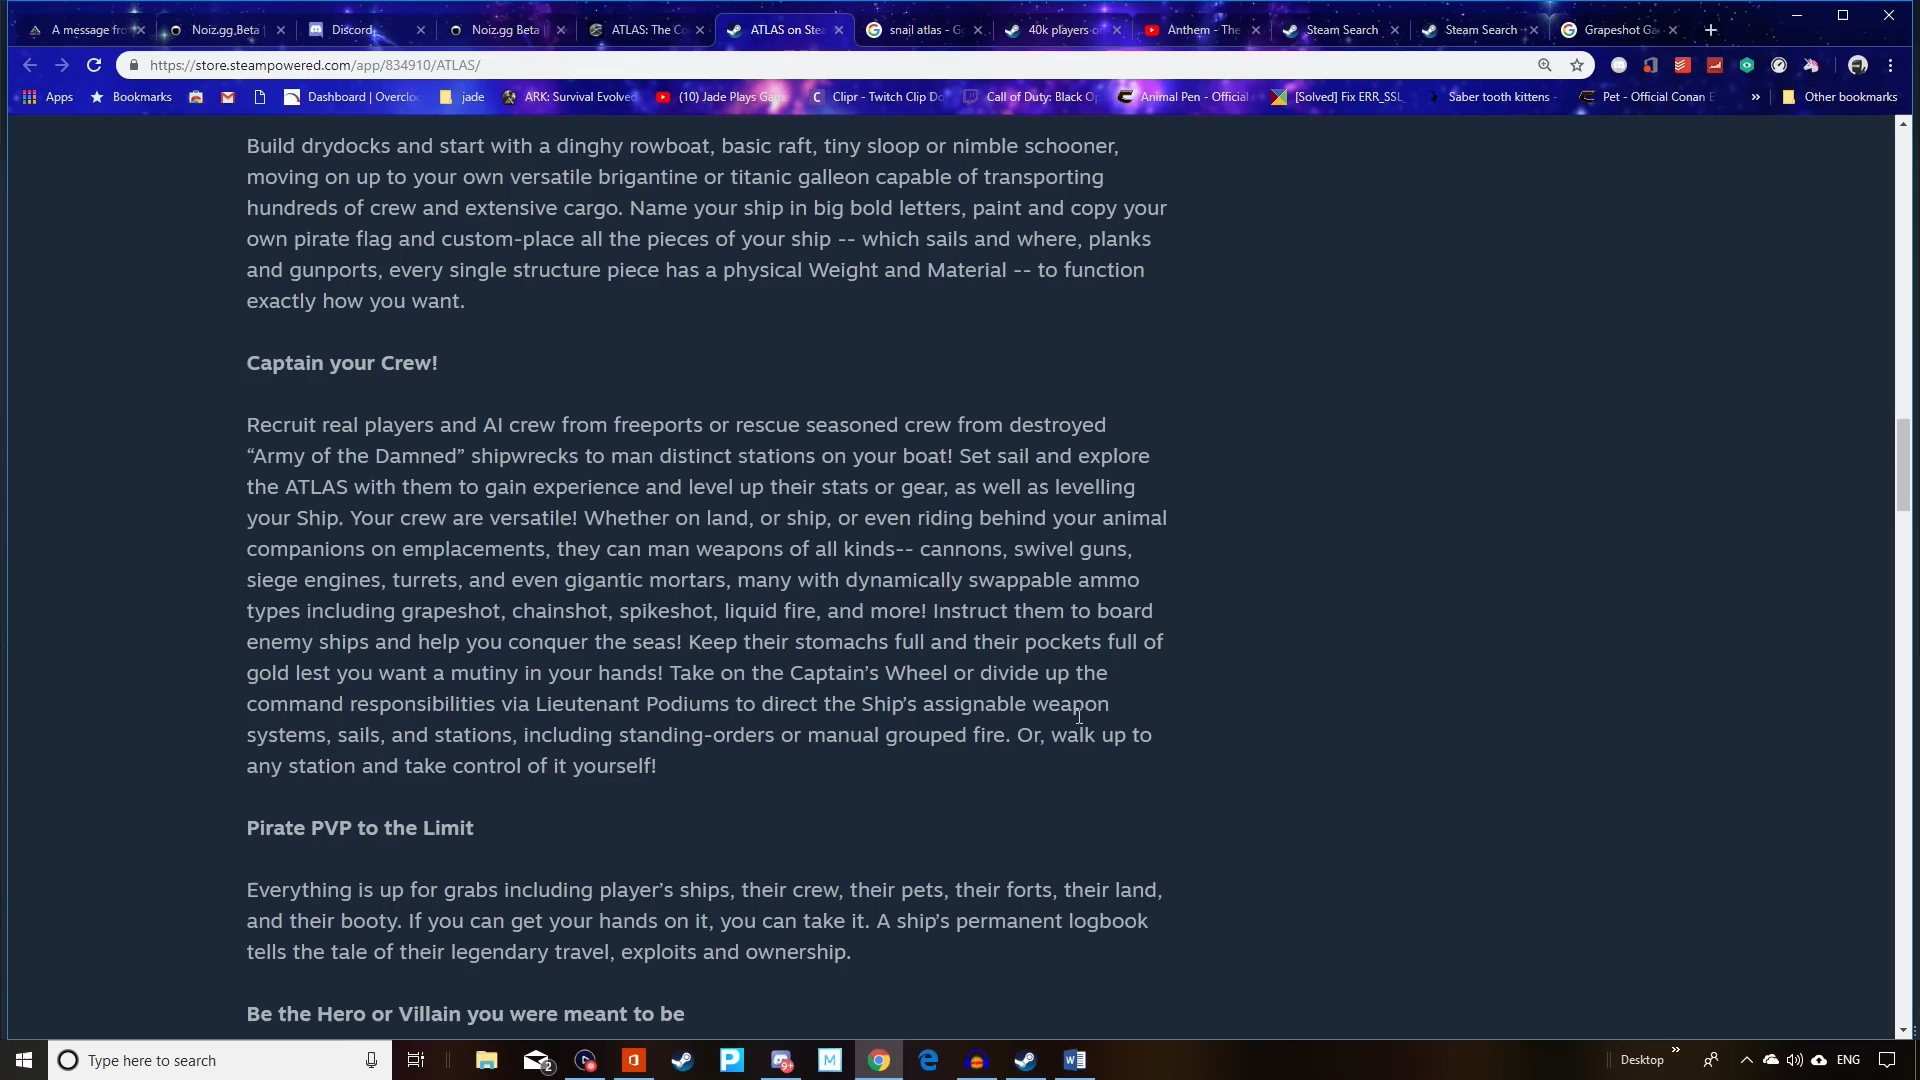 A message fro
Noiz.gg Beta
Discord
Noiz.gg Beta
ATLAS: The Co
ATLAS on Stea
snail atlas - Go
40k players o
Anthem - The
Steam Search
Steam Search
Grapeshot Ga
https://store.steampowered.com/app/834910/ATLAS/
Apps
Bookmarks
Dashboard | Overclo
jade
ARK: Survival Evolved
(10) Jade Plays Gam
Clipr - Twitch Clip Do
Call of Duty: Black Op
Animal Pen - Official
[Solved] Fix ERR_SSL
Saber tooth kittens -
Pet - Official Conan E
»
Other bookmarks
Build drydocks and start with a dinghy rowboat, basic raft, tiny sloop or nimble schooner,
moving on up to your own versatile brigantine or titanic galleon capable of transporting
hundreds of crew and extensive cargo. Name your ship in big bold letters, paint and copy your
own pirate flag and custom-place all the pieces of your ship -- which sails and where, planks
and gunports, every single structure piece has a physical Weight and Material -- to function
exactly how you want.
Captain your Crew!
Recruit real players and AI crew from freeports or rescue seasoned crew from destroyed
“Army of the Damned” shipwrecks to man distinct stations on your boat! Set sail and explore
the ATLAS with them to gain experience and level up their stats or gear, as well as levelling
your Ship. Your crew are versatile! Whether on land, or ship, or even riding behind your animal
companions on emplacements, they can man weapons of all kinds-- cannons, swivel guns,
siege engines, turrets, and even gigantic mortars, many with dynamically swappable ammo
types including grapeshot, chainshot, spikeshot, liquid fire, and more! Instruct them to board
enemy ships and help you conquer the seas! Keep their stomachs full and their pockets full of
gold lest you want a mutiny in your hands! Take on the Captain’s Wheel or divide up the
command responsibilities via Lieutenant Podiums to direct the Ship’s assignable weapon
systems, sails, and stations, including standing-orders or manual grouped fire. Or, walk up to
any station and take control of it yourself!
Pirate PVP to the Limit
Everything is up for grabs including player’s ships, their crew, their pets, their forts, their land,
and their booty. If you can get your hands on it, you can take it. A ship’s permanent logbook
tells the tale of their legendary travel, exploits and ownership.
Be the Hero or Villain you were meant to be
Type here to search
2
9+
Desktop
»
ENG